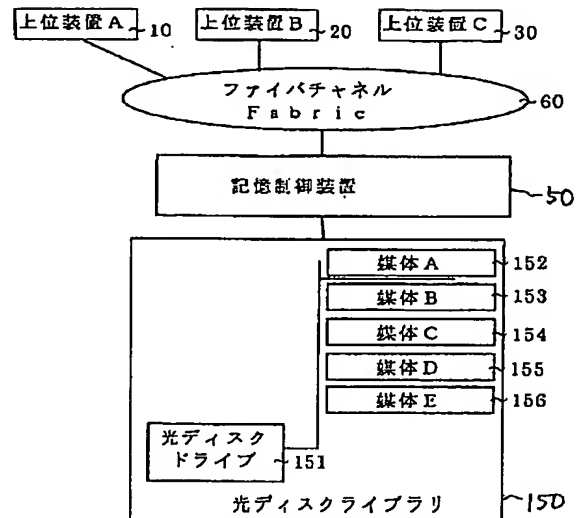 上位装置A 10
上位装置B 20
上位装置C 30
ファイバチャネル
Fabric
60
記憶制御装置
50
媒体A 152
媒体B 153
媒体C 154
媒体D 155
媒体E 156
光ディスク
ドライブ 151
光ディスクライブラリ
150